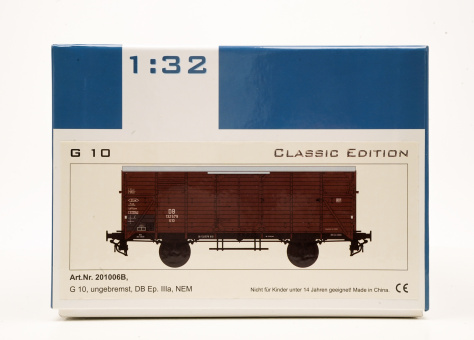 1:32
G 10
CLASSIC EDITION
DB
G10
Art.Nr. 201006B,
G 10, ungebremst, DB Ep. IIIa, NEM
Nicht für Kinder unter 14 Jahren geeignet! Made in China.
CE